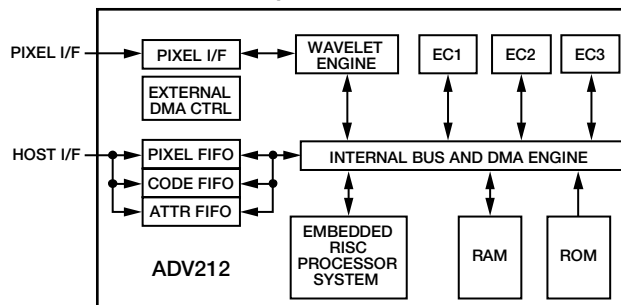 PIXEL I/F
PIXEL I/F
WAVELET
ENGINE
EC1
EC2
EC3
EXTERNAL
DMA CTRL
HOST I/F
PIXEL FIFO
CODE FIFO
ATTR FIFO
INTERNAL BUS AND DMA ENGINE
EMBEDDED
RISC
PROCESSOR
SYSTEM
RAM
ROM
ADV212